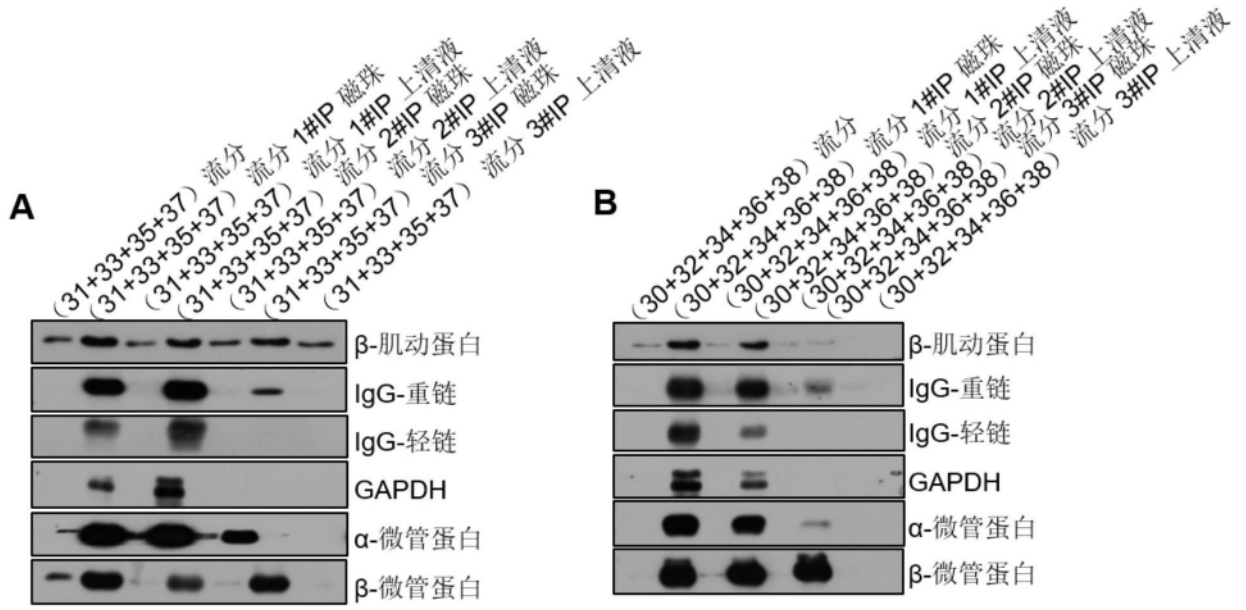 A
(31+33+35+37) 流分
(31+33+35+37) 流分 1#IP 磁珠
(31+33+35+37) 流分 1#IP 上清液
(31+33+35+37) 流分 2#IP 磁珠
(31+33+35+37) 流分 2#IP 上清液
(31+33+35+37) 流分 3#IP 磁珠
(31+33+35+37) 流分 3#IP 上清液
β-肌动蛋白
IgG-重链
IgG-轻链
GAPDH
α-微管蛋白
β-微管蛋白
B
(30+32+34+36+38) 流分
(30+32+34+36+38) 流分 1#IP 磁珠
(30+32+34+36+38) 流分 1#IP 上清液
(30+32+34+36+38) 流分 2#IP 磁珠
(30+32+34+36+38) 流分 2#IP 上清液
(30+32+34+36+38) 流分 3#IP 磁珠
(30+32+34+36+38) 流分 3#IP 上清液
β-肌动蛋白
IgG-重链
IgG-轻链
GAPDH
α-微管蛋白
β-微管蛋白